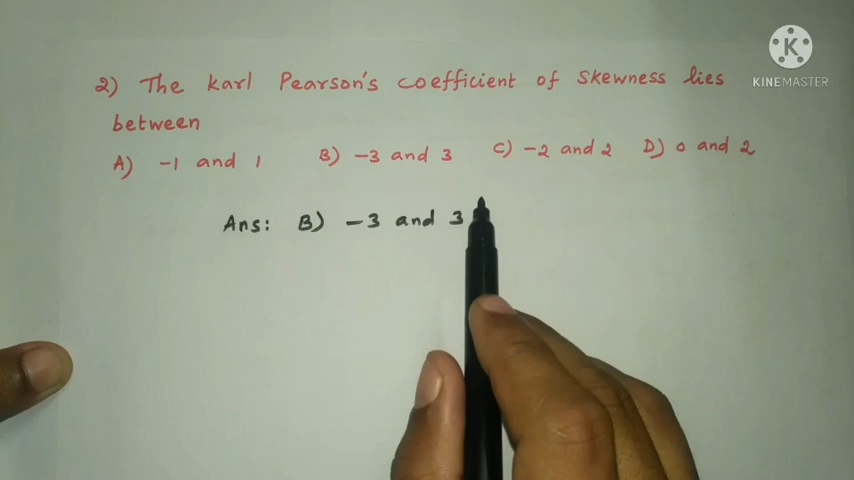 K
KINEMASTER
2) The Karl Pearson's coefficient of Skewness lies
between
A) -1 and 1 B) -3 and 3 C) -2 and 2 D) 0 and 2
Ans: B) -3 and 3